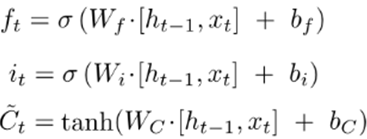 f_t = σ (W_f · [h_{t−1}, x_t] + b_f)
i_t = σ (W_i · [h_{t−1}, x_t] + b_i)
C̃_t = tanh(W_C · [h_{t−1}, x_t] + b_C)